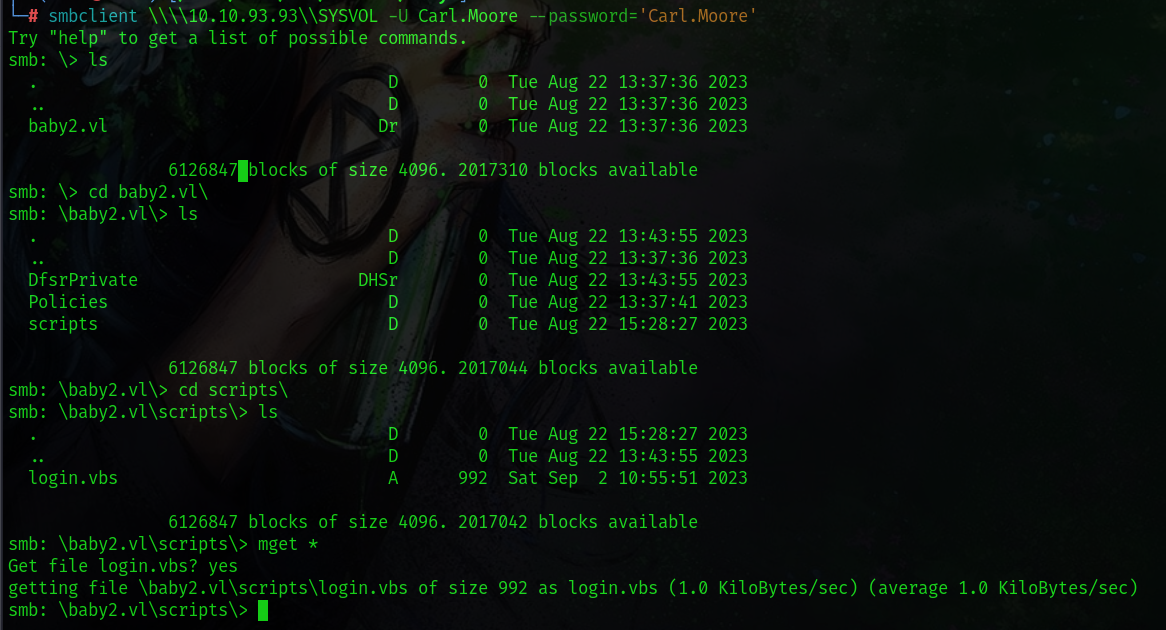 └─# smbclient \\\\10.10.93.93\\SYSVOL -U Carl.Moore --password='Carl.Moore'
Try "help" to get a list of possible commands.
smb: \> ls
  .                                   D        0  Tue Aug 22 13:37:36 2023
  ..                                  D        0  Tue Aug 22 13:37:36 2023
  baby2.vl                           Dr        0  Tue Aug 22 13:37:36 2023

                6126847 blocks of size 4096. 2017310 blocks available
smb: \> cd baby2.vl\
smb: \baby2.vl\> ls
  .                                   D        0  Tue Aug 22 13:43:55 2023
  ..                                  D        0  Tue Aug 22 13:37:36 2023
  DfsrPrivate                      DHSr        0  Tue Aug 22 13:43:55 2023
  Policies                            D        0  Tue Aug 22 13:37:41 2023
  scripts                             D        0  Tue Aug 22 15:28:27 2023

                6126847 blocks of size 4096. 2017044 blocks available
smb: \baby2.vl\> cd scripts\
smb: \baby2.vl\scripts\> ls
  .                                   D        0  Tue Aug 22 15:28:27 2023
  ..                                  D        0  Tue Aug 22 13:43:55 2023
  login.vbs                           A      992  Sat Sep  2 10:55:51 2023

                6126847 blocks of size 4096. 2017042 blocks available
smb: \baby2.vl\scripts\> mget *
Get file login.vbs? yes
getting file \baby2.vl\scripts\login.vbs of size 992 as login.vbs (1.0 KiloBytes/sec) (average 1.0 KiloBytes/sec)
smb: \baby2.vl\scripts\>